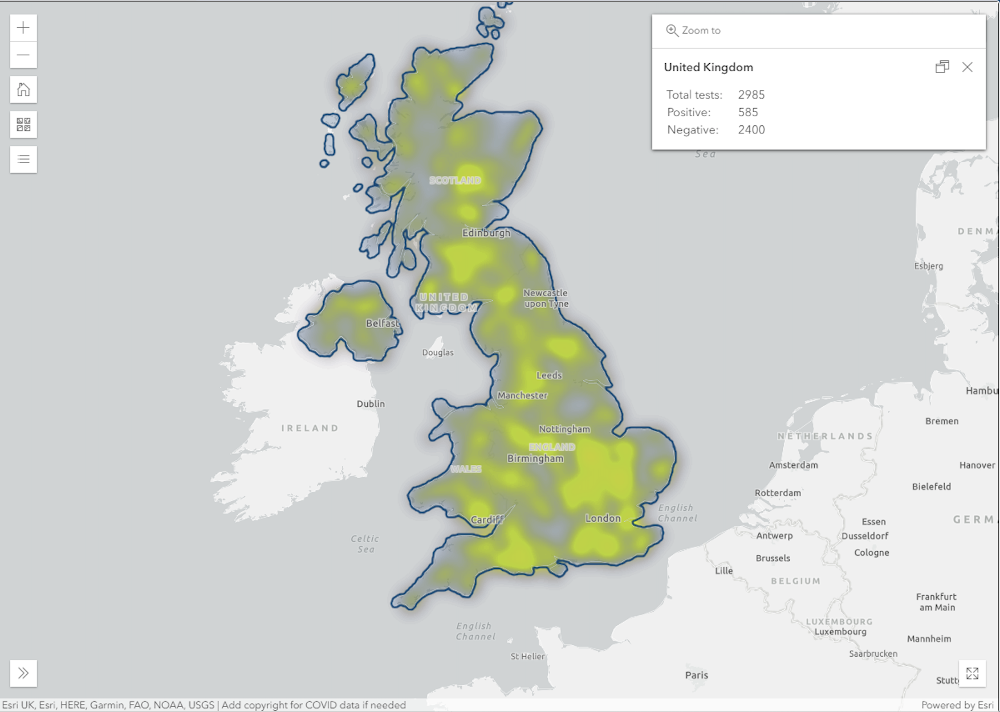 Zoom to
United Kingdom
Total tests: 2985
Positive: 585
Negative: 2400
Sea
SCOTLAND
DENMA
Edinburgh
Esbjerg
UNITED
KINGDOM
Newcastle
upon Tyne
Belfast
Douglas
Leeds
Manchester
Hambu
Dublin
IRELAND
Nottingham
Bremen
NETHERLANDS
ENGLAND
Birmingham
WALES
Amsterdam
Hanover
Rotterdam
Bielefeld
English
Channel
Cardiff
London
Essen
GERMA
Celtic
Sea
Antwerp
Dusseldorf
Brussels
Cologne
Lille
BELGIUM
Frankfurt
am Main
English
Channel
LUXEMBOURG
Luxembourg
Mannheim
St Helier
Saarbrucken
Paris
Stutt
Esri UK, Esri, HERE, Garmin, FAO, NOAA, USGS | Add copyright for COVID data if needed
Powered by Esri